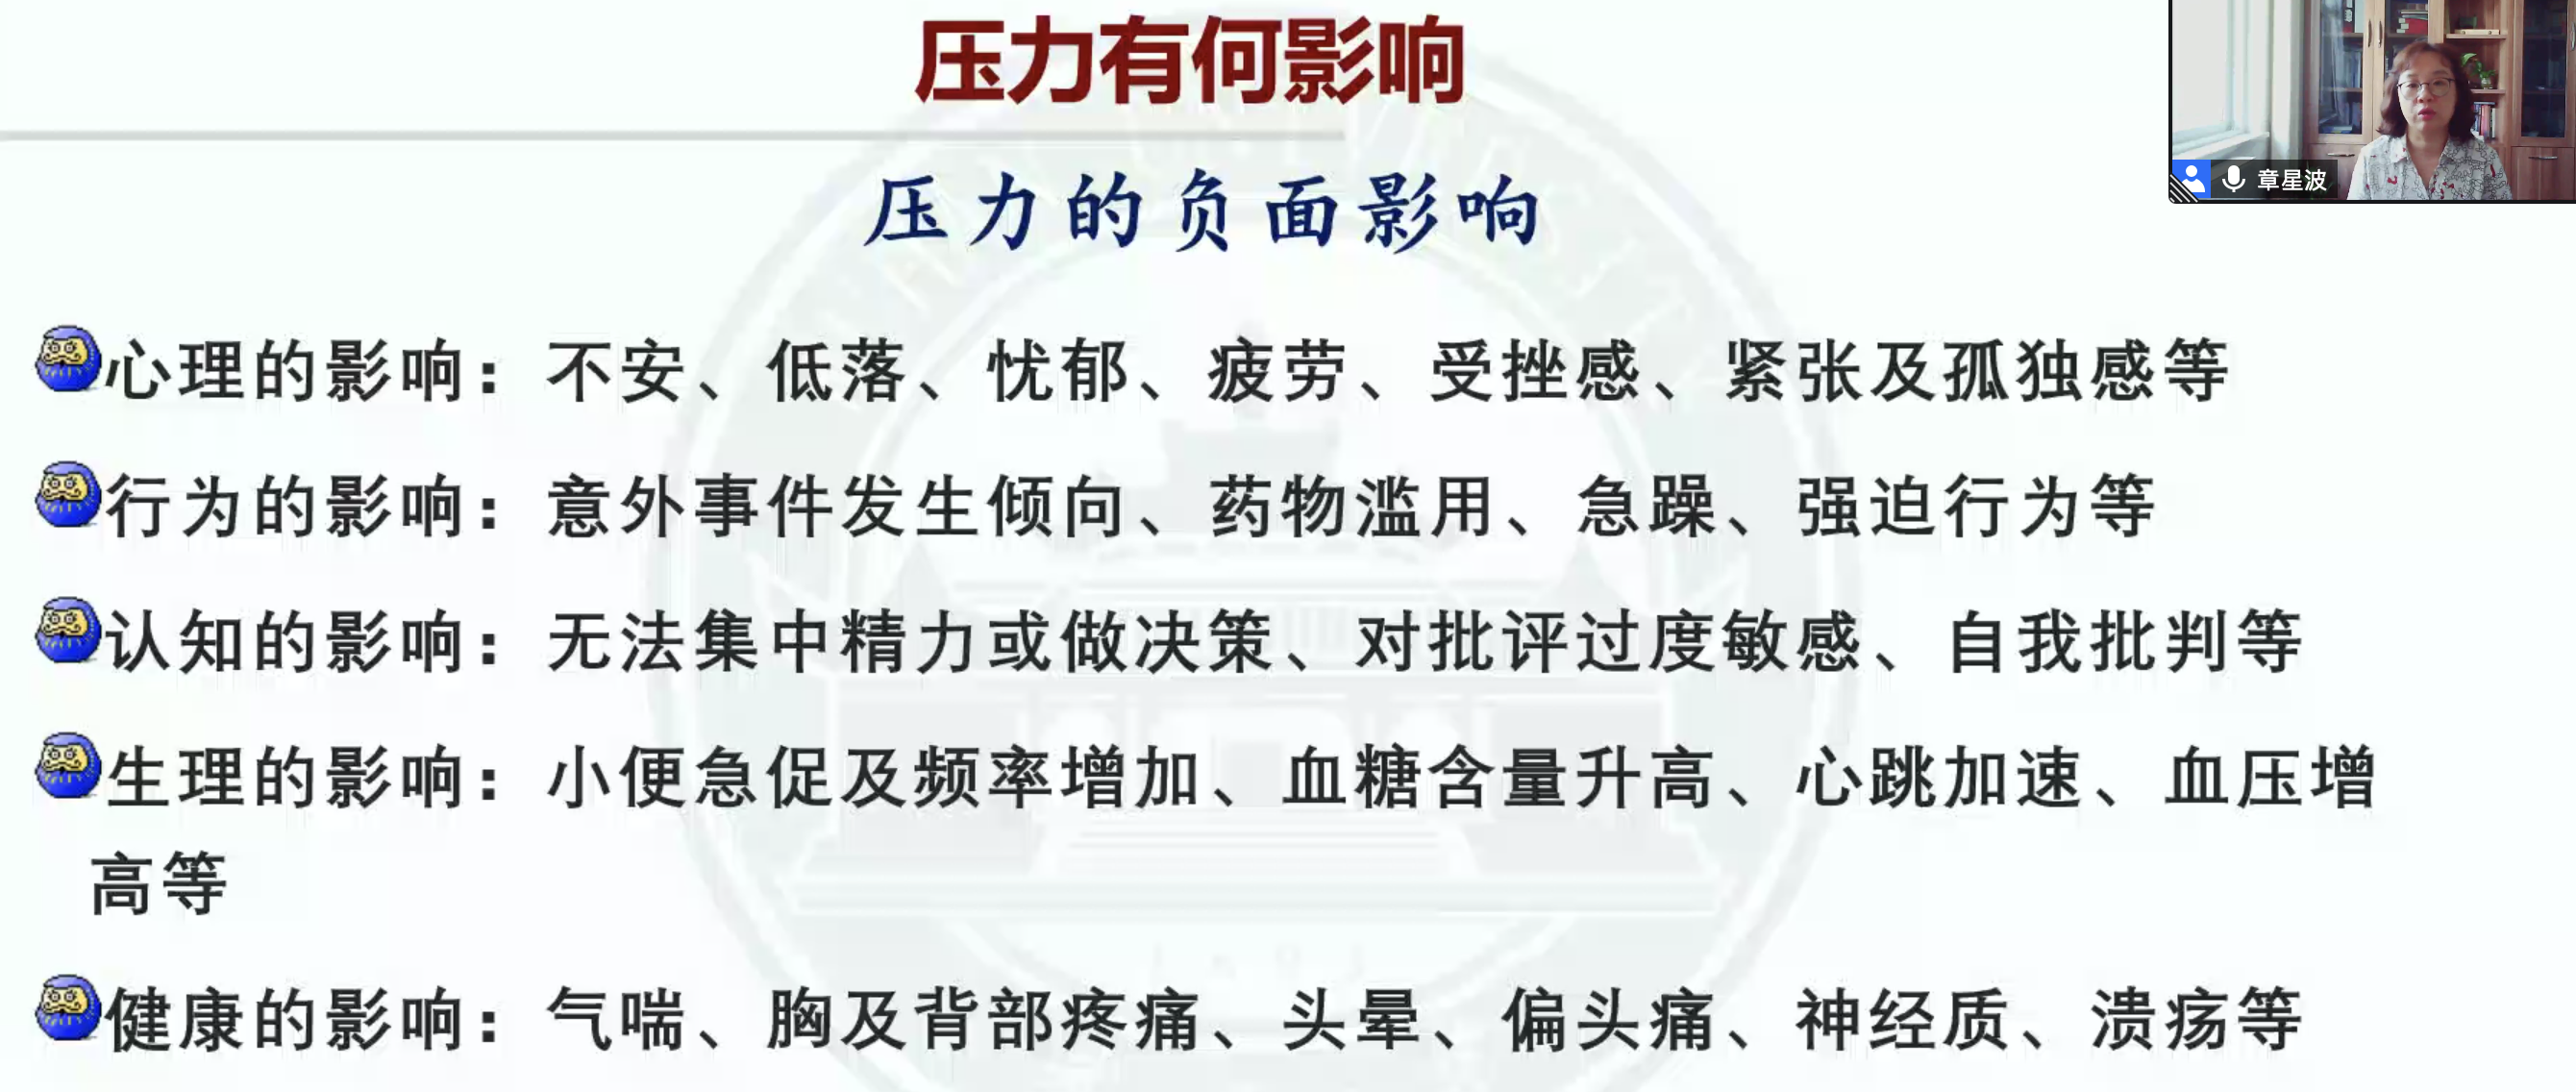 压力有何影响
章星波
压力的负面影响
心理的影响：不安、低落、忧郁、疲劳、受挫感、紧张及孤独感等
行为的影响：意外事件发生倾向、药物滥用、急躁、强迫行为等
认知的影响：无法集中精力或做决策、对批评过度敏感、自我批判等
生理的影响：小便急促及频率增加、血糖含量升高、心跳加速、血压增
高等
健康的影响：气喘、胸及背部疼痛、头晕、偏头痛、神经质、溃疡等